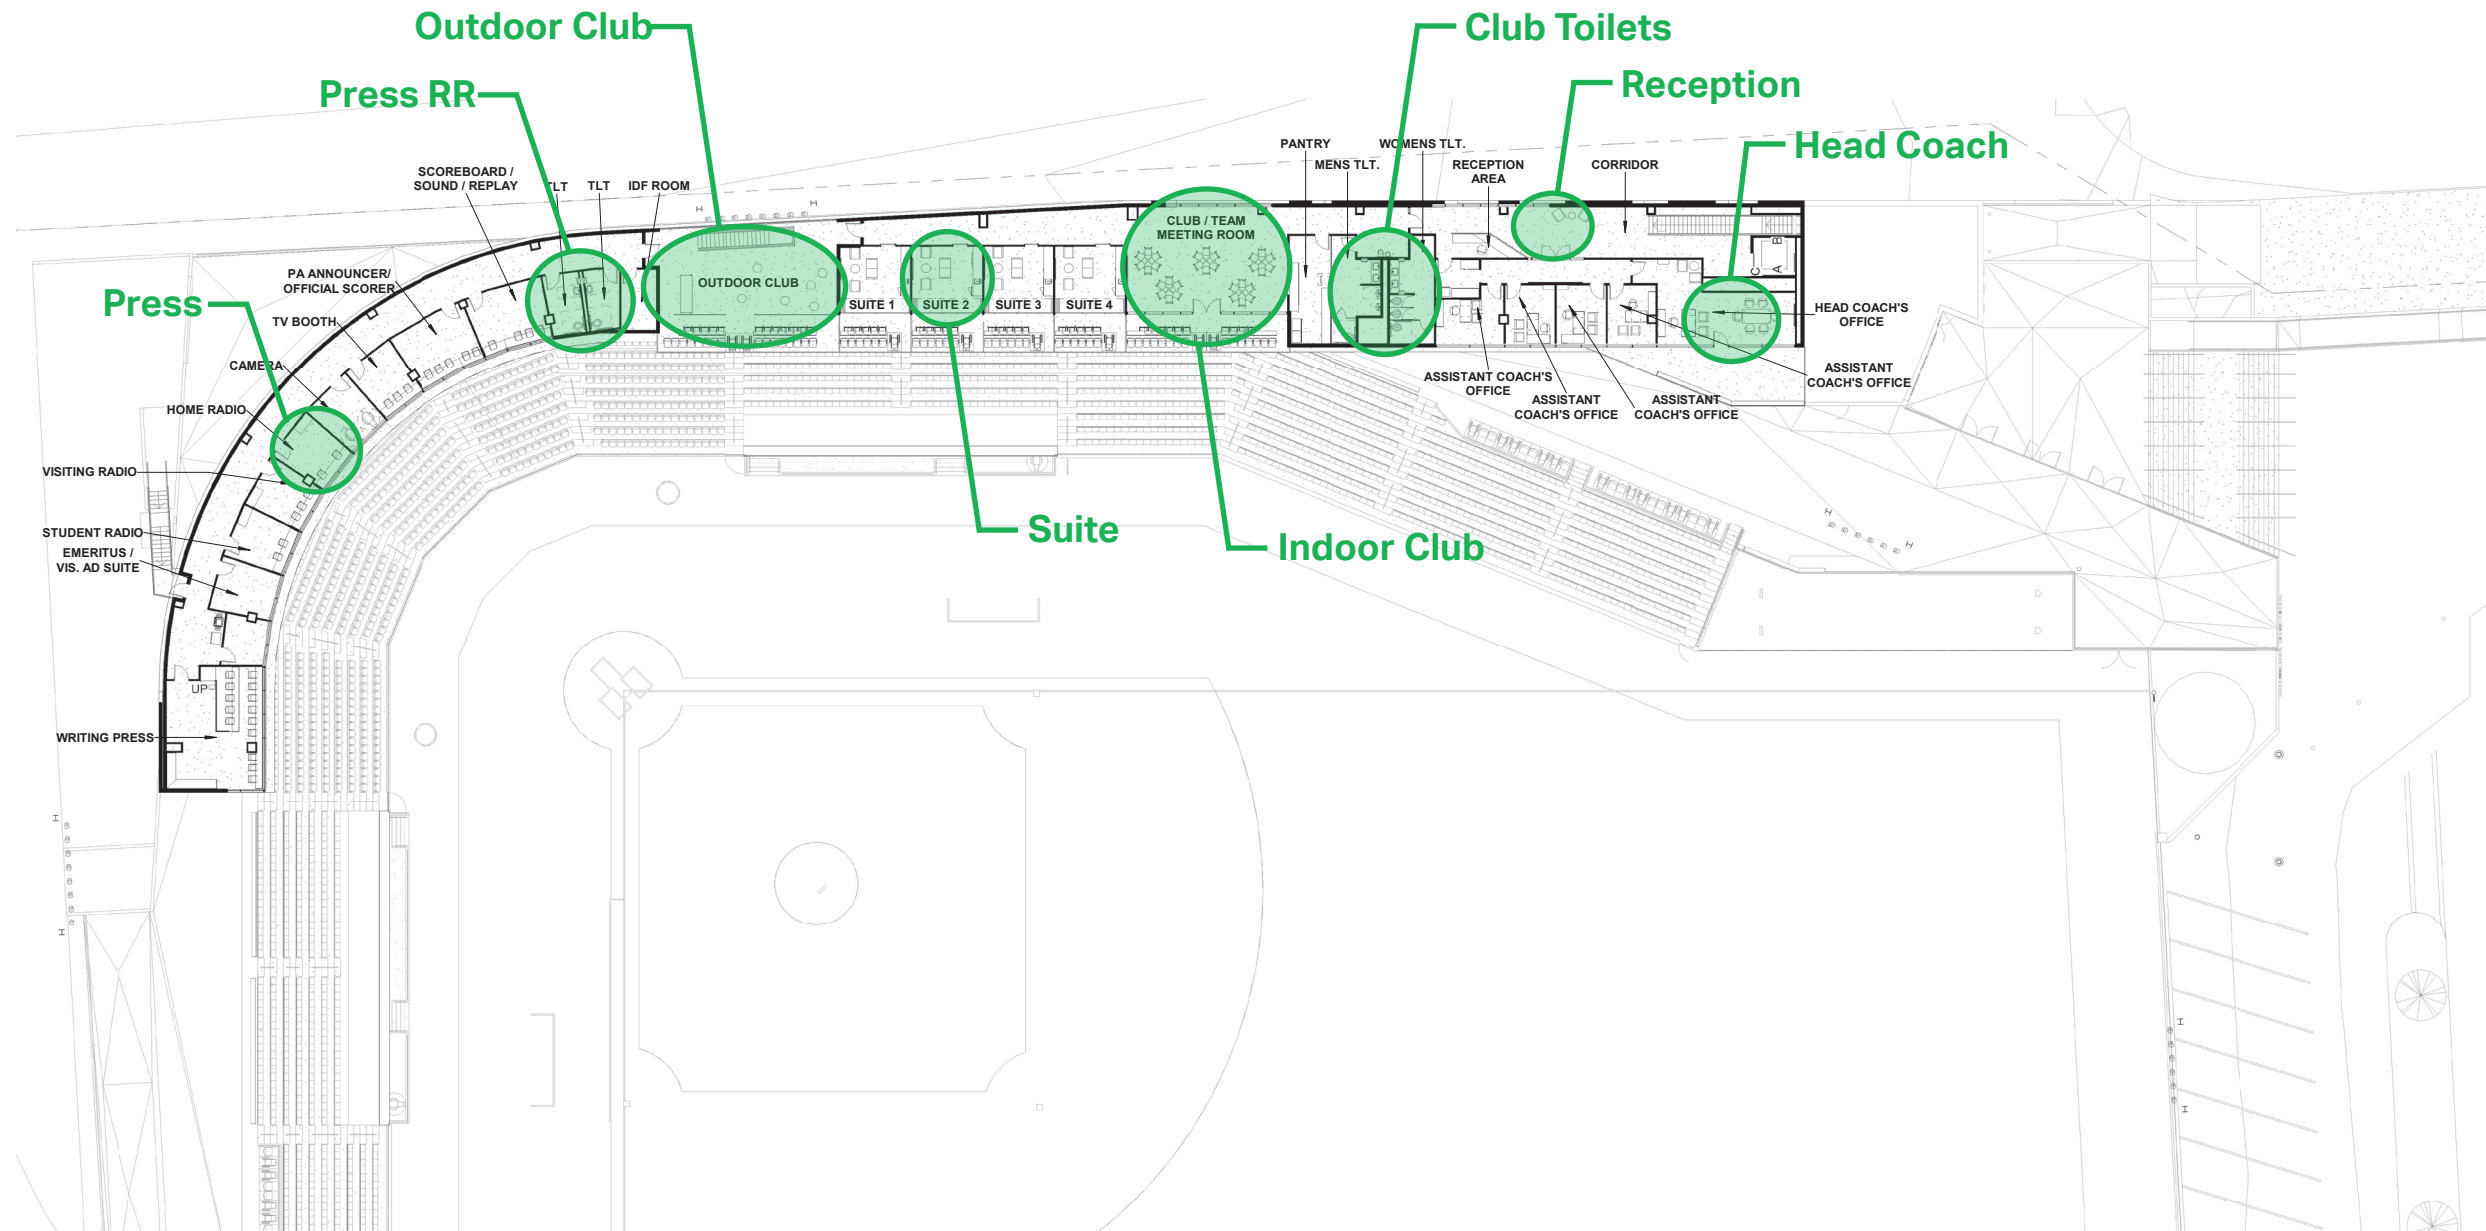 Outdoor Club
Club Toilets
Press RR
Reception
Head Coach
PANTRY
WOMENS TLT.
MENS TLT.
RECEPTION
AREA
CORRIDOR
SCOREBOARD /
SOUND / REPLAY
TLT
TLT
IDF ROOM
H
H
CLUB / TEAM
MEETING ROOM
PA ANNOUNCER/
OFFICIAL SCORER
OUTDOOR CLUB
C
A
B
Press
SUITE 1
SUITE 2
SUITE 3
SUITE 4
HEAD COACH'S
OFFICE
TV BOOTH
CAMERA
ASSISTANT COACH'S
OFFICE
ASSISTANT
COACH'S OFFICE
ASSISTANT
COACH'S OFFICE
ASSISTANT
COACH'S OFFICE
HOME RADIO
VISITING RADIO
Suite
Indoor Club
H
H
STUDENT RADIO
EMERITUS /
VIS. AD SUITE
UP
WRITING PRESS
H
H
H
H